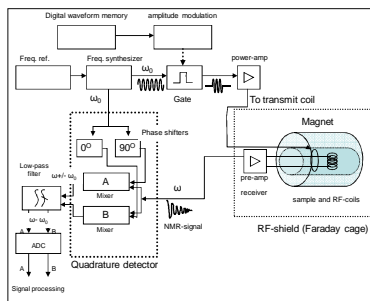 Digital waveform memory
amplitude modulation
Freq. ref.
Freq. synthesizer
ω0
Gate
power-amp
To transmit coil
ω0
Phase shifters
0O
90O
Magnet
Low-pass
filter
ω+/- ω0
A
Mixer
B
Mixer
ω
NMR-signal
pre-amp
receiver
sample and RF-coils
RF-shield (Faraday cage)
ω- ω0
A
B
ADC
A
B
Quadrature detector
Signal processing